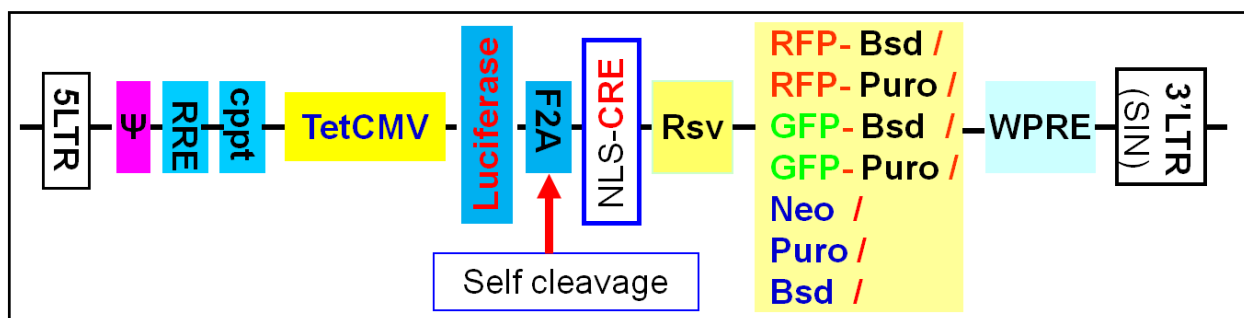 5LTR
Ψ
RRE
cppt
TetCMV
Luciferase
F2A
NLS-CRE
Rsv
RFP- Bsd /
RFP- Puro /
GFP- Bsd /
GFP- Puro /
Neo /
Puro /
Bsd /
WPRE
3'LTR
(SIN)
Self cleavage